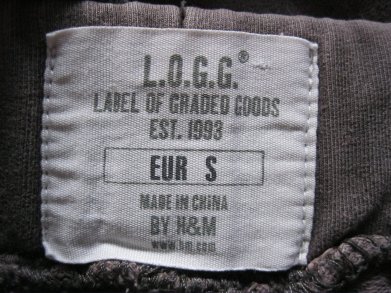 L.O.G.G.®
LABEL OF GRADED GOODS
EST. 1993
EUR S
MADE IN CHINA
BY H&M
www.hm.com